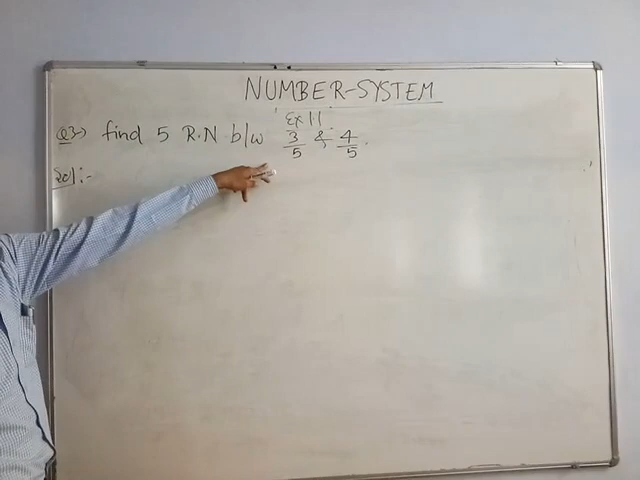 NUMBER-SYSTEM
Ex 1.1
Q3→ find 5 R.N b/w 3/5 & 4/5.
Sol:-